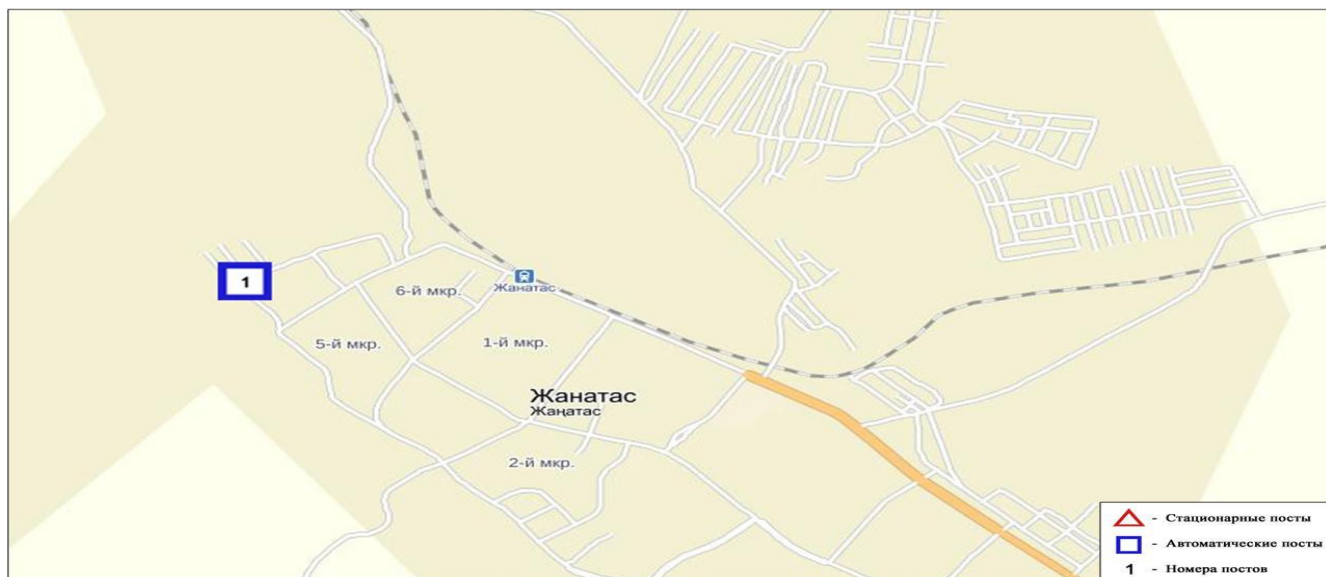 1
Жанатас
6-й мкр.
1-й мкр.
5-й мкр.
Жанатас
Жаңатас
2-й мкр.
- Стационарные посты
- Автоматические посты
1 - Номера постов